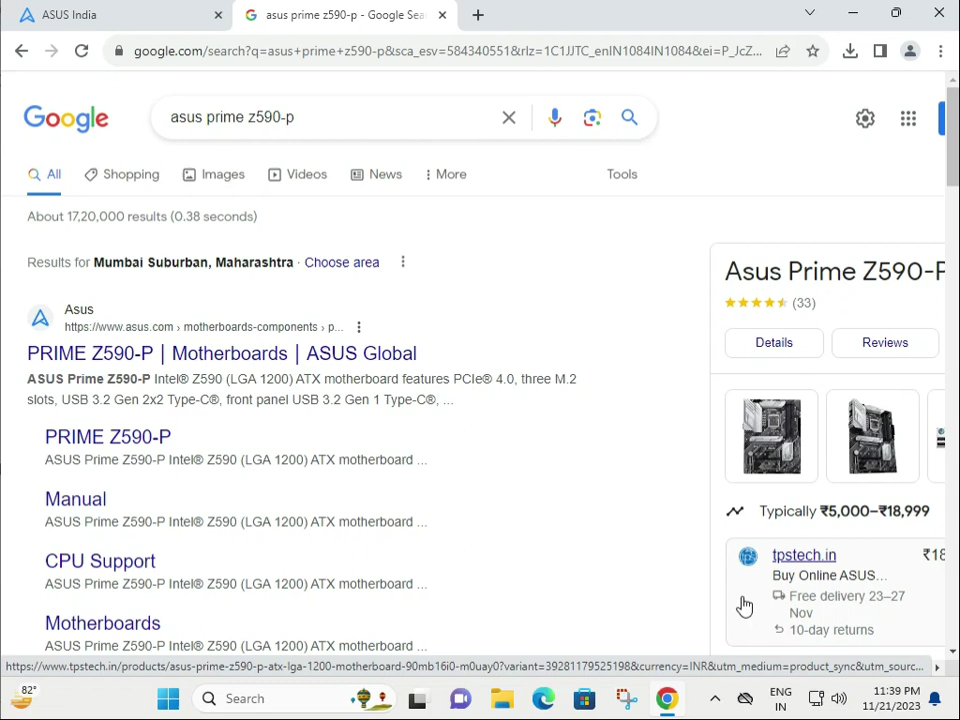 ASUS India
asus prime z590-p - Google Sea
google.com/search?q=asus+prime+z590-p&sca_esv=584340551&rlz=1C1JJTC_enIN1084IN1084&ei=P_JcZ...
Google
asus prime z590-p
All
Shopping
Images
Videos
News
More
Tools
About 17,20,000 results (0.38 seconds)
Results for Mumbai Suburban, Maharashtra · Choose area
Asus
https://www.asus.com › motherboards-components › p...
PRIME Z590-P | Motherboards | ASUS Global
ASUS Prime Z590-P Intel® Z590 (LGA 1200) ATX motherboard features PCIe® 4.0, three M.2
slots, USB 3.2 Gen 2x2 Type-C®, front panel USB 3.2 Gen 1 Type-C®, ...
PRIME Z590-P
ASUS Prime Z590-P Intel® Z590 (LGA 1200) ATX motherboard ...
Manual
ASUS Prime Z590-P Intel® Z590 (LGA 1200) ATX motherboard ...
CPU Support
ASUS Prime Z590-P Intel® Z590 (LGA 1200) ATX motherboard ...
Motherboards
ASUS Prime Z590-P Intel® Z590 (LGA 1200) ATX motherboard ...
Asus Prime Z590-P
(33)
Details
Reviews
Typically ₹5,000–₹18,999
tpstech.in
₹18
Buy Online ASUS...
Free delivery 23–27
Nov
10-day returns
https://www.tpstech.in/products/asus-prime-z590-p-atx-lga-1200-motherboard-90mb16i0-m0uay0?variant=39281179525198&currency=INR&utm_medium=product_sync&utm_sourc...
82°
Search
ENG
IN
11:39 PM
11/21/2023